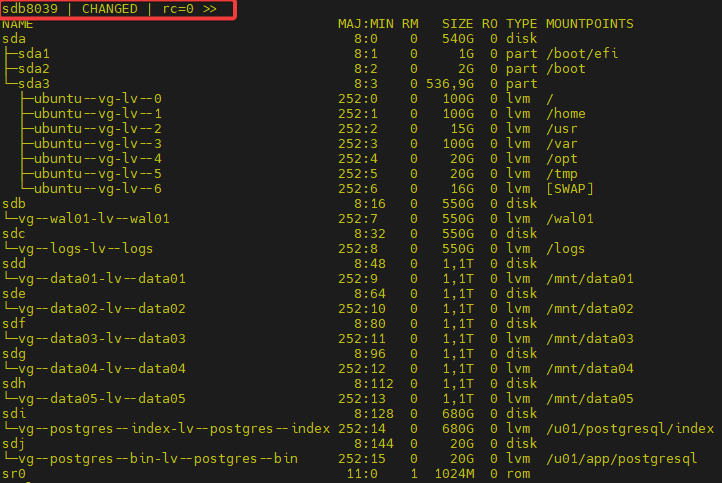 sdb8039 | CHANGED | rc=0 >>
NAME                                  MAJ:MIN RM   SIZE RO TYPE MOUNTPOINTS
sda                                     8:0    0   540G  0 disk
├─sda1                                  8:1    0     1G  0 part /boot/efi
├─sda2                                  8:2    0     2G  0 part /boot
└─sda3                                  8:3    0 536,9G  0 part
  ├─ubuntu--vg-lv--0                  252:0    0   100G  0 lvm  /
  ├─ubuntu--vg-lv--1                  252:1    0   100G  0 lvm  /home
  ├─ubuntu--vg-lv--2                  252:2    0    15G  0 lvm  /usr
  ├─ubuntu--vg-lv--3                  252:3    0   100G  0 lvm  /var
  ├─ubuntu--vg-lv--4                  252:4    0    20G  0 lvm  /opt
  ├─ubuntu--vg-lv--5                  252:5    0    20G  0 lvm  /tmp
  └─ubuntu--vg-lv--6                  252:6    0    16G  0 lvm  [SWAP]
sdb                                     8:16   0   550G  0 disk
└─vg--wal01-lv--wal01                 252:7    0   550G  0 lvm  /wal01
sdc                                     8:32   0   550G  0 disk
└─vg--logs-lv--logs                   252:8    0   550G  0 lvm  /logs
sdd                                     8:48   0   1,1T  0 disk
└─vg--data01-lv--data01               252:9    0   1,1T  0 lvm  /mnt/data01
sde                                     8:64   0   1,1T  0 disk
└─vg--data02-lv--data02               252:10   0   1,1T  0 lvm  /mnt/data02
sdf                                     8:80   0   1,1T  0 disk
└─vg--data03-lv--data03               252:11   0   1,1T  0 lvm  /mnt/data03
sdg                                     8:96   0   1,1T  0 disk
└─vg--data04-lv--data04               252:12   0   1,1T  0 lvm  /mnt/data04
sdh                                     8:112  0   1,1T  0 disk
└─vg--data05-lv--data05               252:13   0   1,1T  0 lvm  /mnt/data05
sdi                                     8:128  0   680G  0 disk
└─vg--postgres--index-lv--postgres--index 252:14   0   680G  0 lvm  /u01/postgresql/index
sdj                                     8:144  0    20G  0 disk
└─vg--postgres--bin-lv--postgres--bin 252:15   0    20G  0 lvm  /u01/app/postgresql
sr0                                    11:0    1  1024M  0 rom